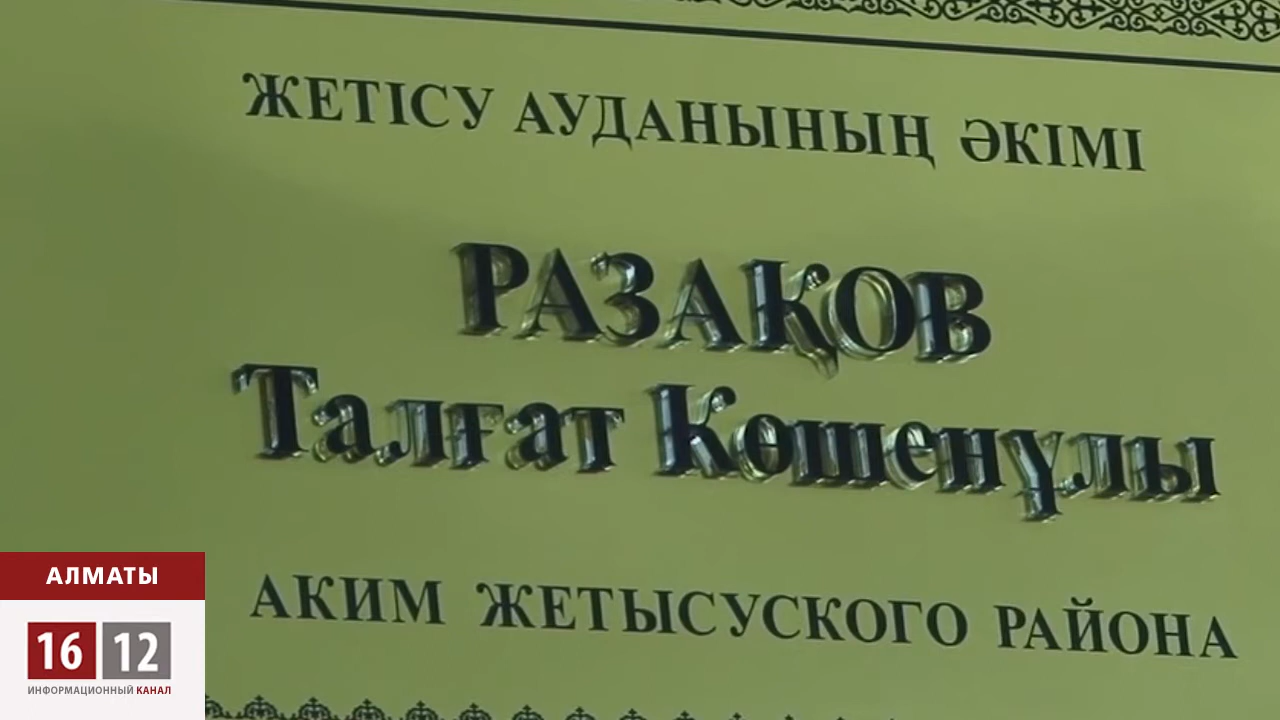 ЖЕТІСУ АУДАНЫНЫҢ ӘКІМІ
РАЗАҚОВ
Талғат Көшенұлы
АКИМ ЖЕТЫСУСКОГО РАЙОНА
АЛМАТЫ
16 12
ИНФОРМАЦИОННЫЙ КАНАЛ